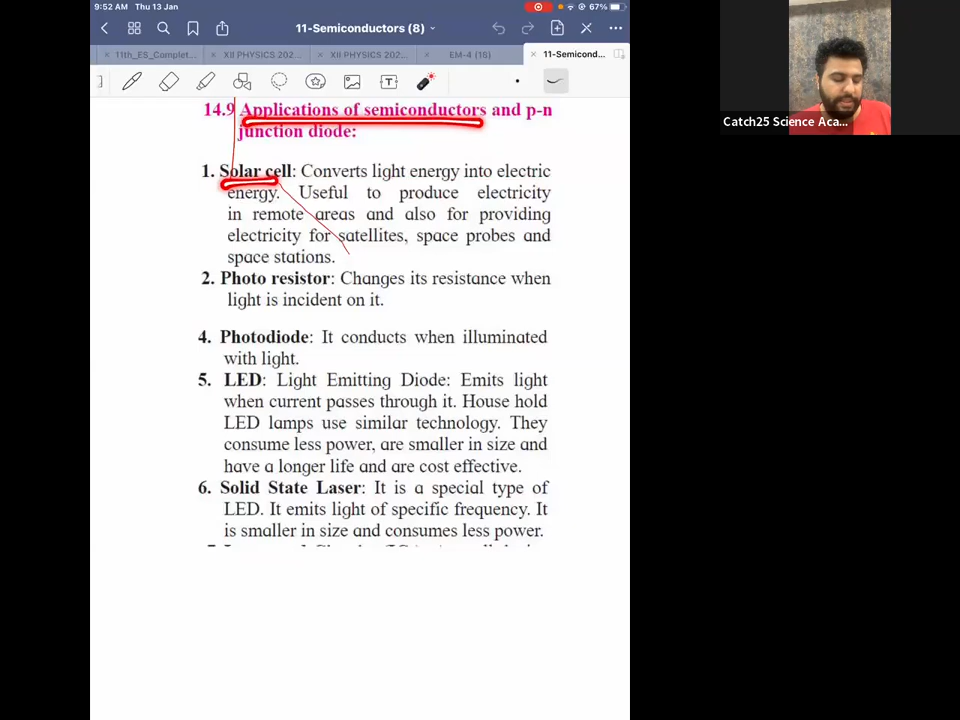 9:52 AM Thu 13 Jan
67%
11-Semiconductors (8)
11th_ES_Complet...
XII PHYSICS 202...
XII PHYSICS 202...
EM-4 (18)
11-Semicond...
14.9 Applications of semiconductors and p-n
junction diode:
1. Solar cell: Converts light energy into electric
energy. Useful to produce electricity
in remote areas and also for providing
electricity for satellites, space probes and
space stations.
2. Photo resistor: Changes its resistance when
light is incident on it.
4. Photodiode: It conducts when illuminated
with light.
5. LED: Light Emitting Diode: Emits light
when current passes through it. House hold
LED lamps use similar technology. They
consume less power, are smaller in size and
have a longer life and are cost effective.
6. Solid State Laser: It is a special type of
LED. It emits light of specific frequency. It
is smaller in size and consumes less power.
Catch25 Science Aca...